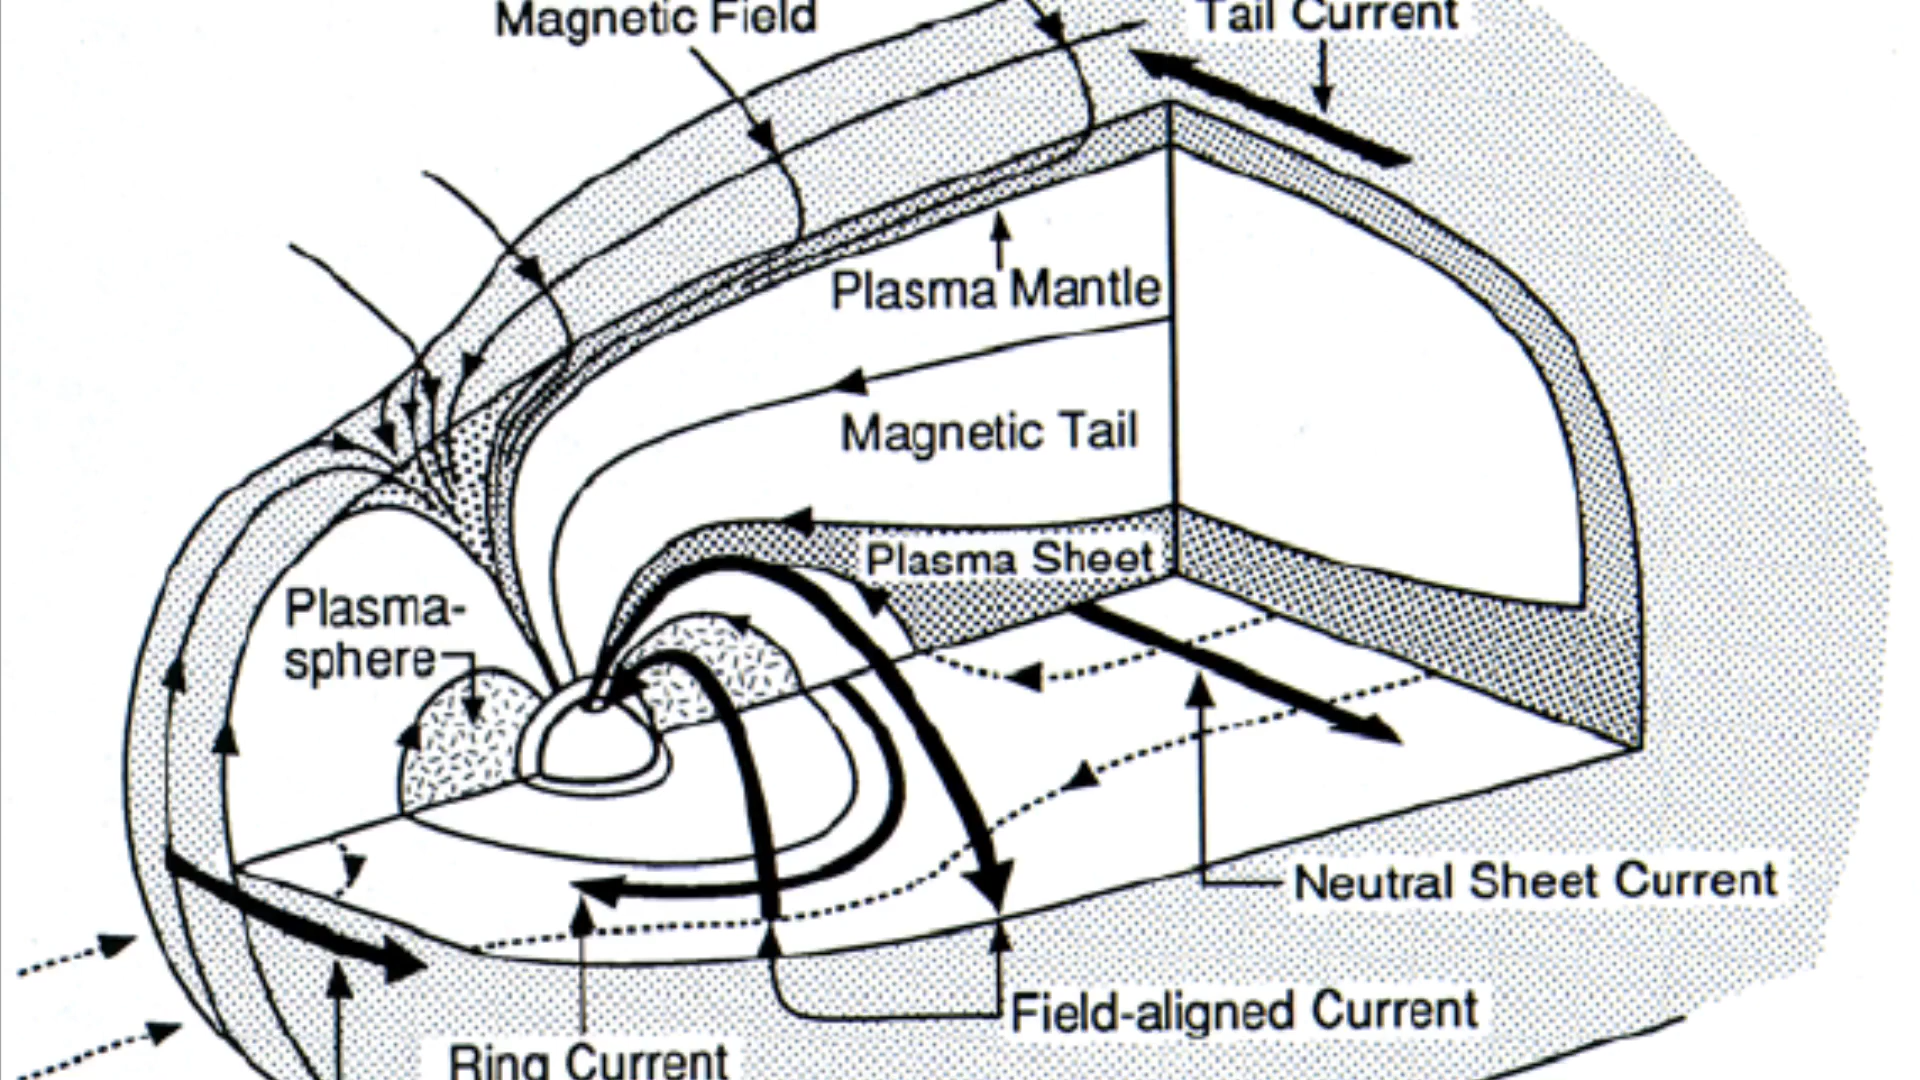 Magnetic Field
Tail Current
Plasma Mantle
Magnetic Tail
Plasma Sheet
Plasma-
sphere
Neutral Sheet Current
Field-aligned Current
Ring Current